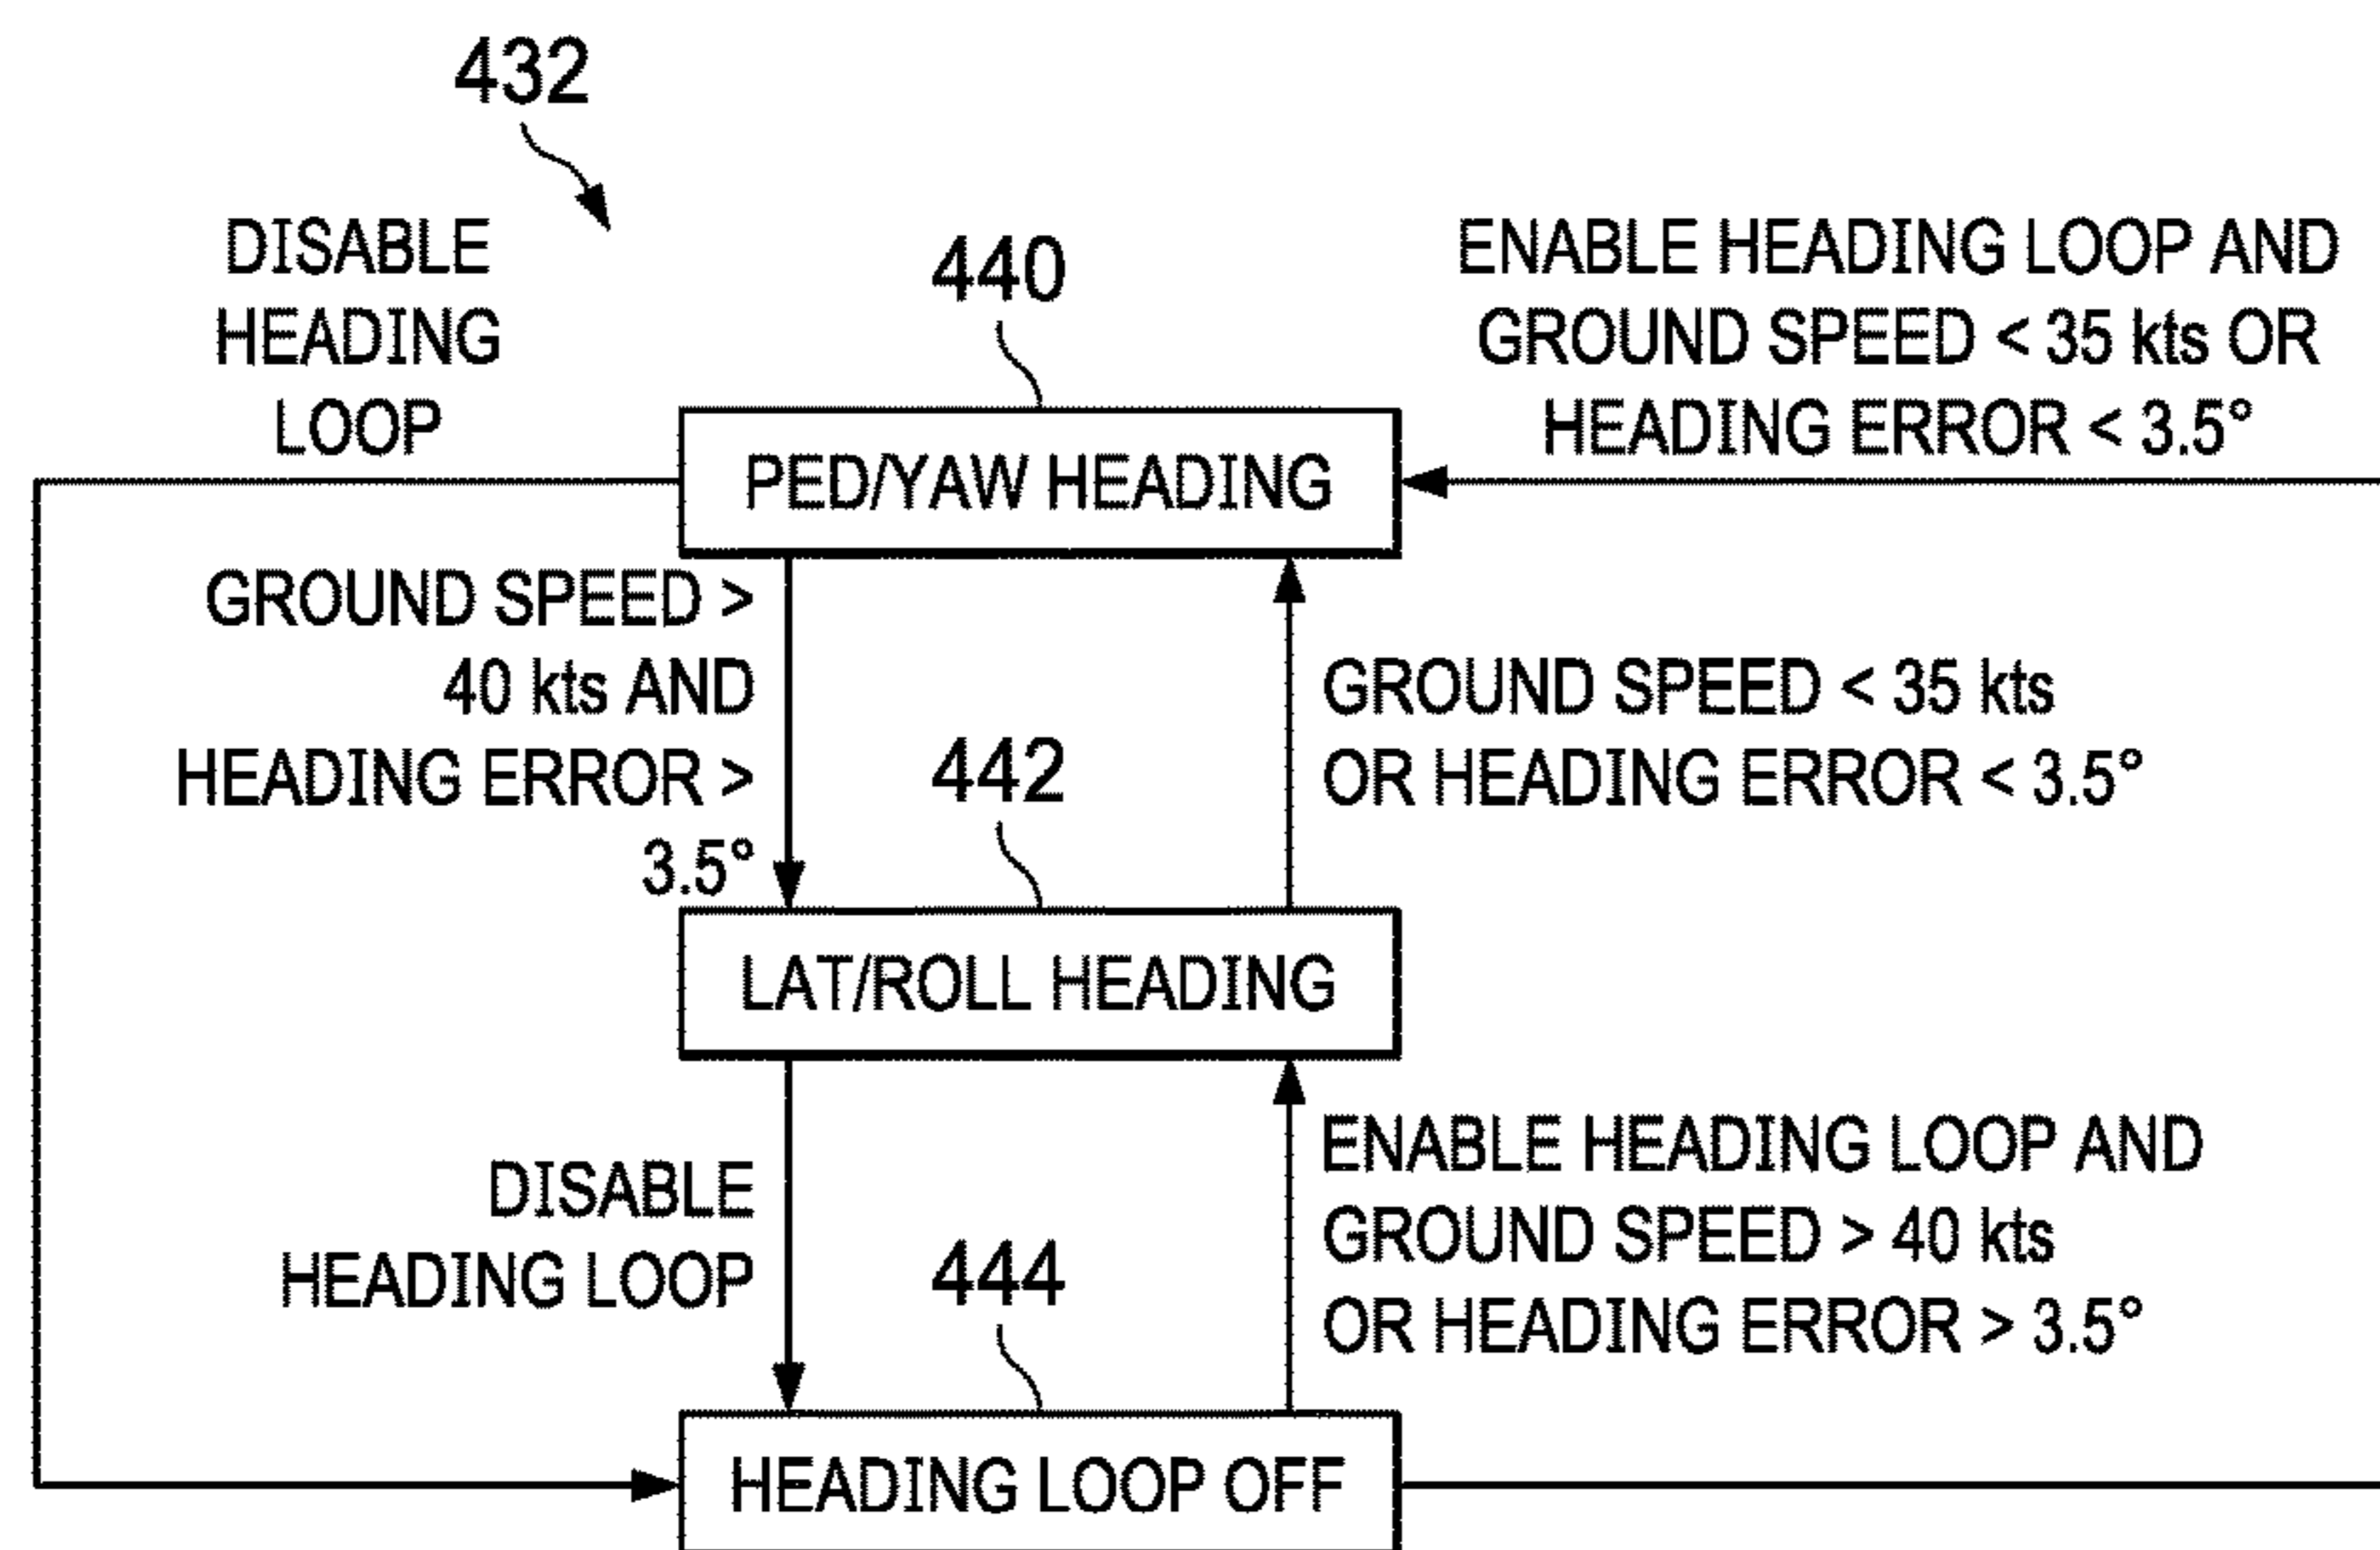 432
DISABLE
HEADING
LOOP
440
ENABLE HEADING LOOP AND
GROUND SPEED < 35 kts OR
HEADING ERROR < 3.5°
PED/YAW HEADING
GROUND SPEED >
40 kts AND
HEADING ERROR >
3.5°
GROUND SPEED < 35 kts
OR HEADING ERROR < 3.5°
442
LAT/ROLL HEADING
DISABLE
HEADING LOOP
ENABLE HEADING LOOP AND
GROUND SPEED > 40 kts
OR HEADING ERROR > 3.5°
444
HEADING LOOP OFF